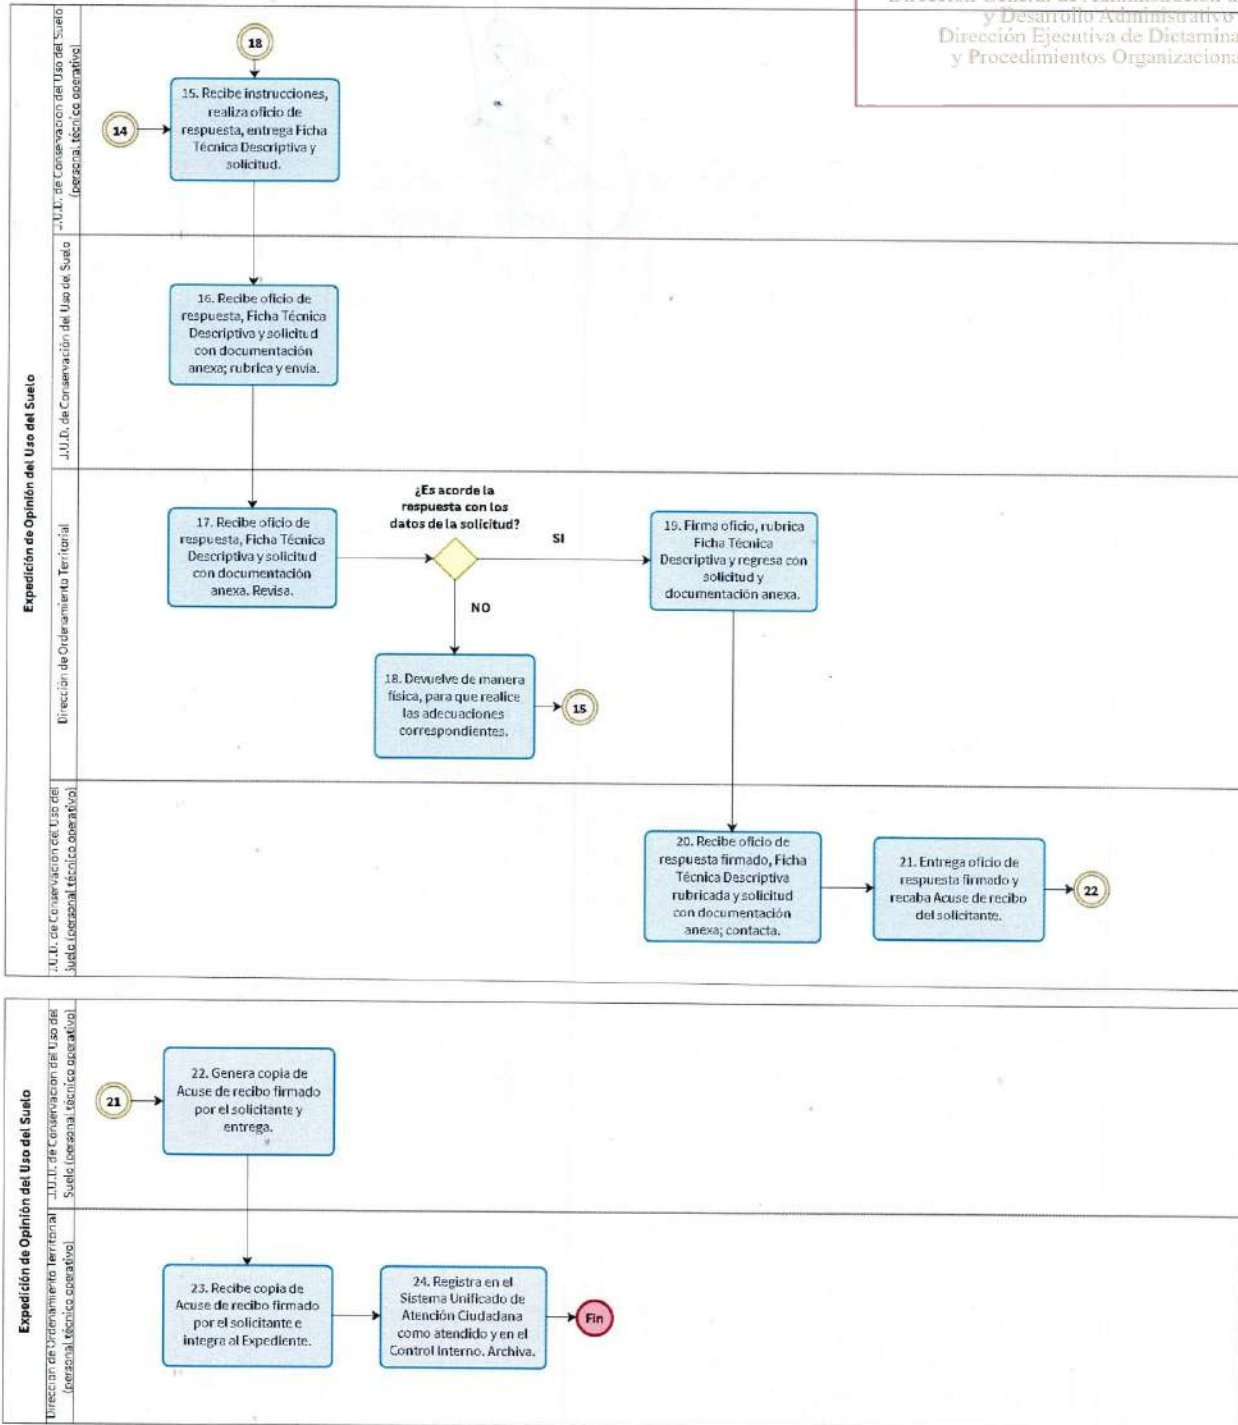 y Desarrollo Administrativo
Dirección Ejecutiva de Dictamina
y Procedimientos Organizaciona
Expedición de Opinión del Uso del Suelo
J.U.D. de Conservación del Uso del Suelo
(personal técnico operativo)
18
14
15. Recibe instrucciones,
realiza oficio de
respuesta, entrega Ficha
Técnica Descriptiva y
solicitud.
J.U.D. de Conservación del Uso del Suelo
16. Recibe oficio de
respuesta, Ficha Técnica
Descriptiva y solicitud
con documentación
anexa; rubrica y envía.
Dirección de Ordenamiento Territorial
17. Recibe oficio de
respuesta, Ficha Técnica
Descriptiva y solicitud
con documentación
anexa. Revisa.
¿Es acorde la
respuesta con los
datos de la solicitud?
SI
NO
19. Firma oficio, rubrica
Ficha Técnica
Descriptiva y regresa con
solicitud y
documentación anexa.
18. Devuelve de manera
física, para que realice
las adecuaciones
correspondientes.
15
J.U.D. de Conservación del Uso del
Suelo (personal técnico operativo)
20. Recibe oficio de
respuesta firmado, Ficha
Técnica Descriptiva
rubricada y solicitud
con documentación
anexa; contacta.
21. Entrega oficio de
respuesta firmado y
recaba Acuse de recibo
del solicitante.
22
Expedición de Opinión del Uso del Suelo
J.U.D. de Conservación del Uso del
Suelo (personal técnico operativo)
21
22. Genera copia de
Acuse de recibo firmado
por el solicitante y
entrega.
Dirección de Ordenamiento Territorial
(personal técnico operativo)
23. Recibe copia de
Acuse de recibo firmado
por el solicitante e
integra al Expediente.
24. Registra en el
Sistema Unificado de
Atención Ciudadana
como atendido y en el
Control Interno. Archiva.
Fin